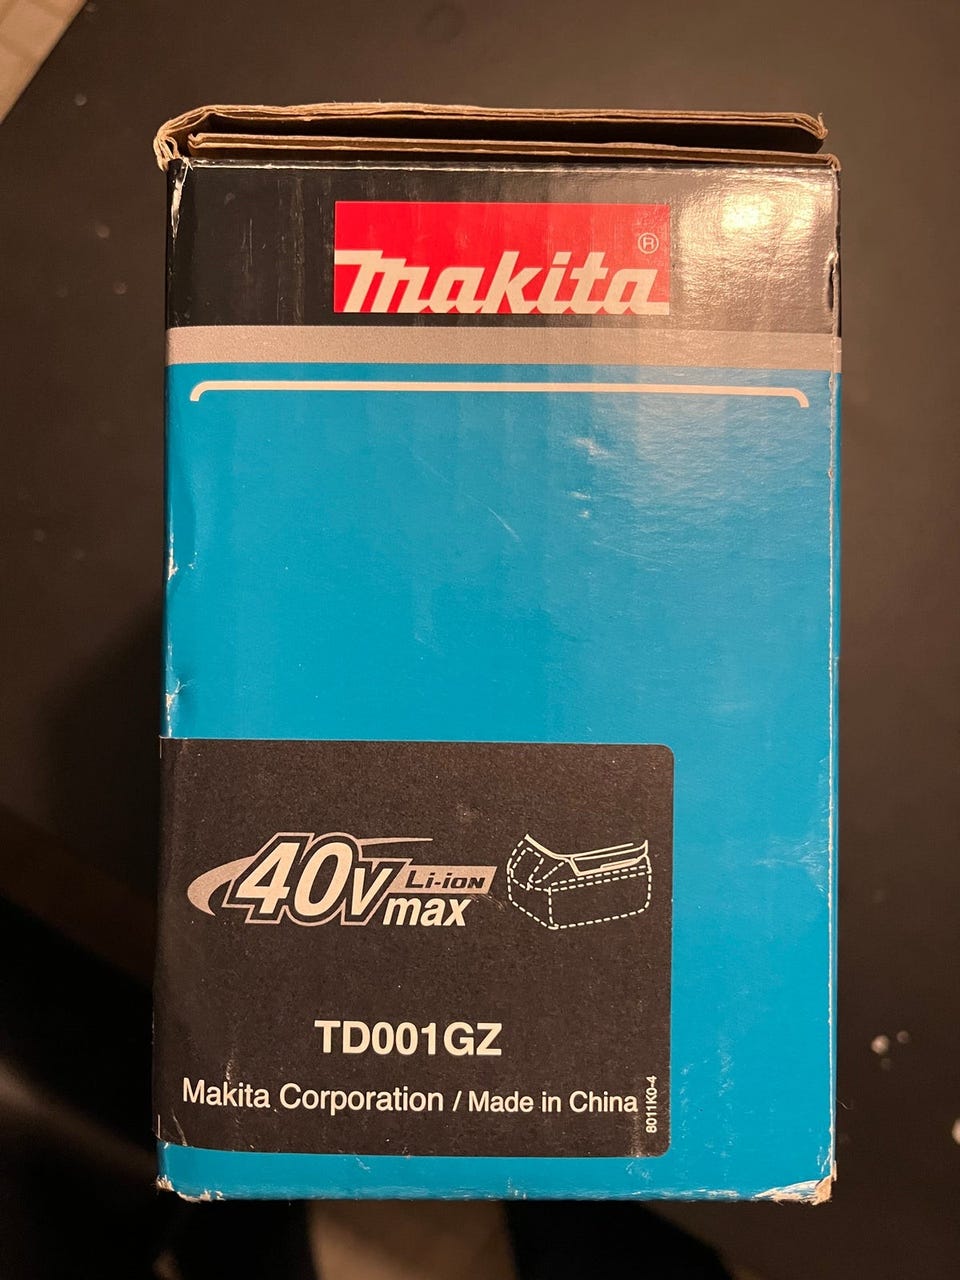 makita®
40V Li-ion
max
TD001GZ
Makita Corporation / Made in China
8011K0-4